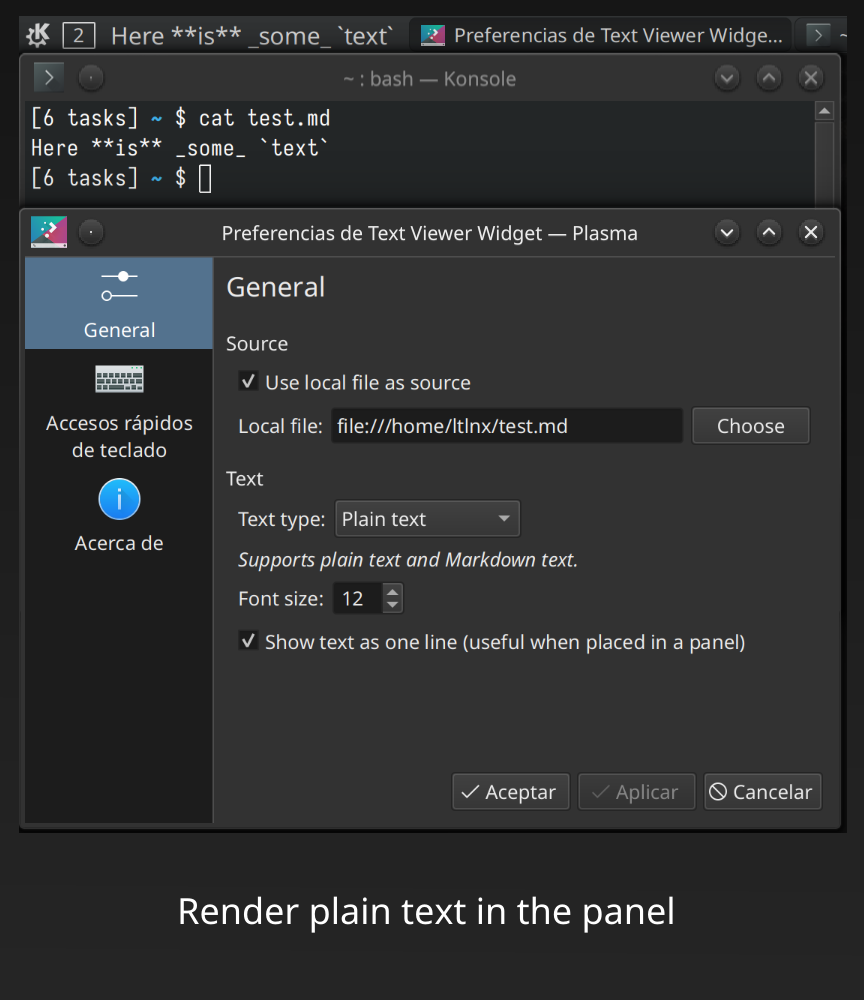 2 Here **is** _some_ `text` Preferencias de Text Viewer Widge... ~
~ : bash — Konsole
[6 tasks] ~ $ cat test.md
Here **is** _some_ `text`
[6 tasks] ~ $
Preferencias de Text Viewer Widget — Plasma
General
General
Source
Use local file as source
Accesos rápidos
de teclado
Local file: file:///home/ltlnx/test.md Choose
Text
Acerca de
Text type: Plain text
Supports plain text and Markdown text.
Font size: 12
Show text as one line (useful when placed in a panel)
Aceptar Aplicar Cancelar
Render plain text in the panel